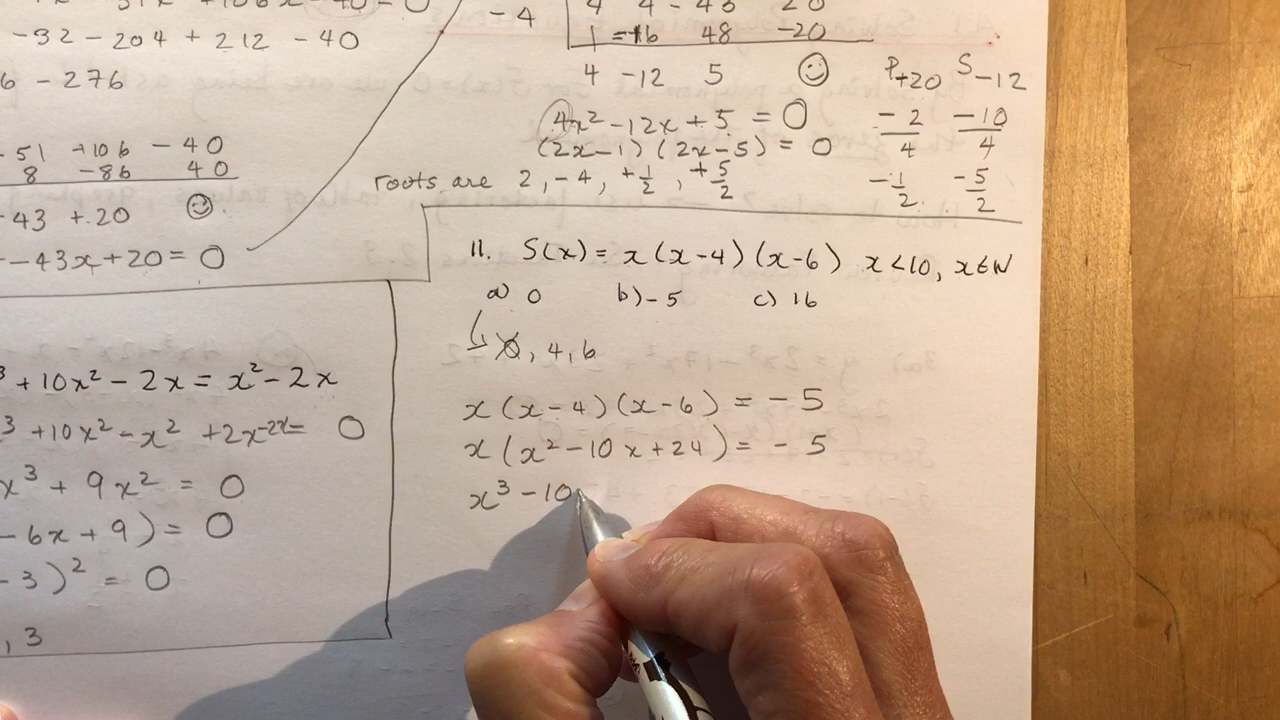 -32 - 204 + 212 - 40
6 - 276
51 +106 - 40
8 -86 40
-43 +20
- 43x + 20 = 0
-4
4 4 - 43 20
-16 48 -20
4 -12 5
4x² - 12x + 5 = 0
(2x-1)(2x-5) = 0
roots are 2, -4, +1/2, +5/2
P+20 S-12
-2/4 -10/4
-1/2 -5/2
11. S(x) = x(x-4)(x-6) x<10, x∈W
a) 0 b) -5 c) 16
, 4, 6
x(x-4)(x-6) = -5
x(x²-10x+24) = -5
x³ - 10
³ + 10x² - 2x = x² - 2x
³ + 10x² - x² + 2x - 2x = 0
x³ + 9x² = 0
- 6x + 9) = 0
- 3)² = 0
, 3